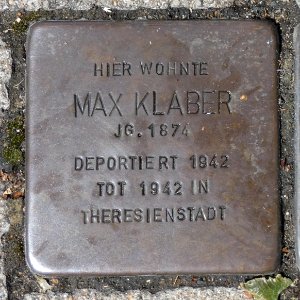 HIER WOHNTE
MAX KLABER
JG. 1874
DEPORTIERT 1942
TOT 1942 IN
THERESIENSTADT